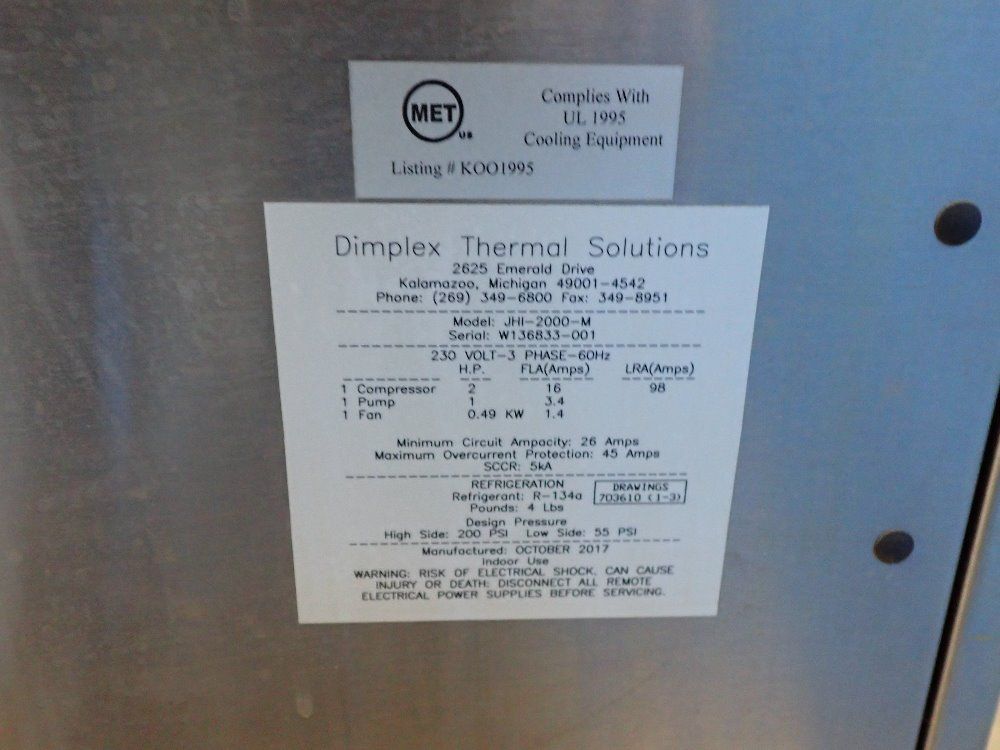 MET
US
Complies With
UL 1995
Cooling Equipment
Listing # KOO1995
Dimplex Thermal Solutions
2625 Emerald Drive
Kalamazoo, Michigan 49001-4542
Phone: (269) 349-6800 Fax: 349-8951
Model: JHI-2000-M
Serial: W136833-001
230 VOLT-3 PHASE-60Hz
H.P. FLA(Amps) LRA(Amps)
1 Compressor 2 16 98
1 Pump 1 3.4
1 Fan 0.49 KW 1.4
Minimum Circuit Ampacity: 26 Amps
Maximum Overcurrent Protection: 45 Amps
SCCR: 5kA
REFRIGERATION
Refrigerant: R-134a
Pounds: 4 Lbs
DRAWINGS
703610 (1-3)
Design Pressure
High Side: 200 PSI Low Side: 55 PSI
Manufactured: OCTOBER 2017
Indoor Use
WARNING: RISK OF ELECTRICAL SHOCK, CAN CAUSE
INJURY OR DEATH: DISCONNECT ALL REMOTE
ELECTRICAL POWER SUPPLIES BEFORE SERVICING.